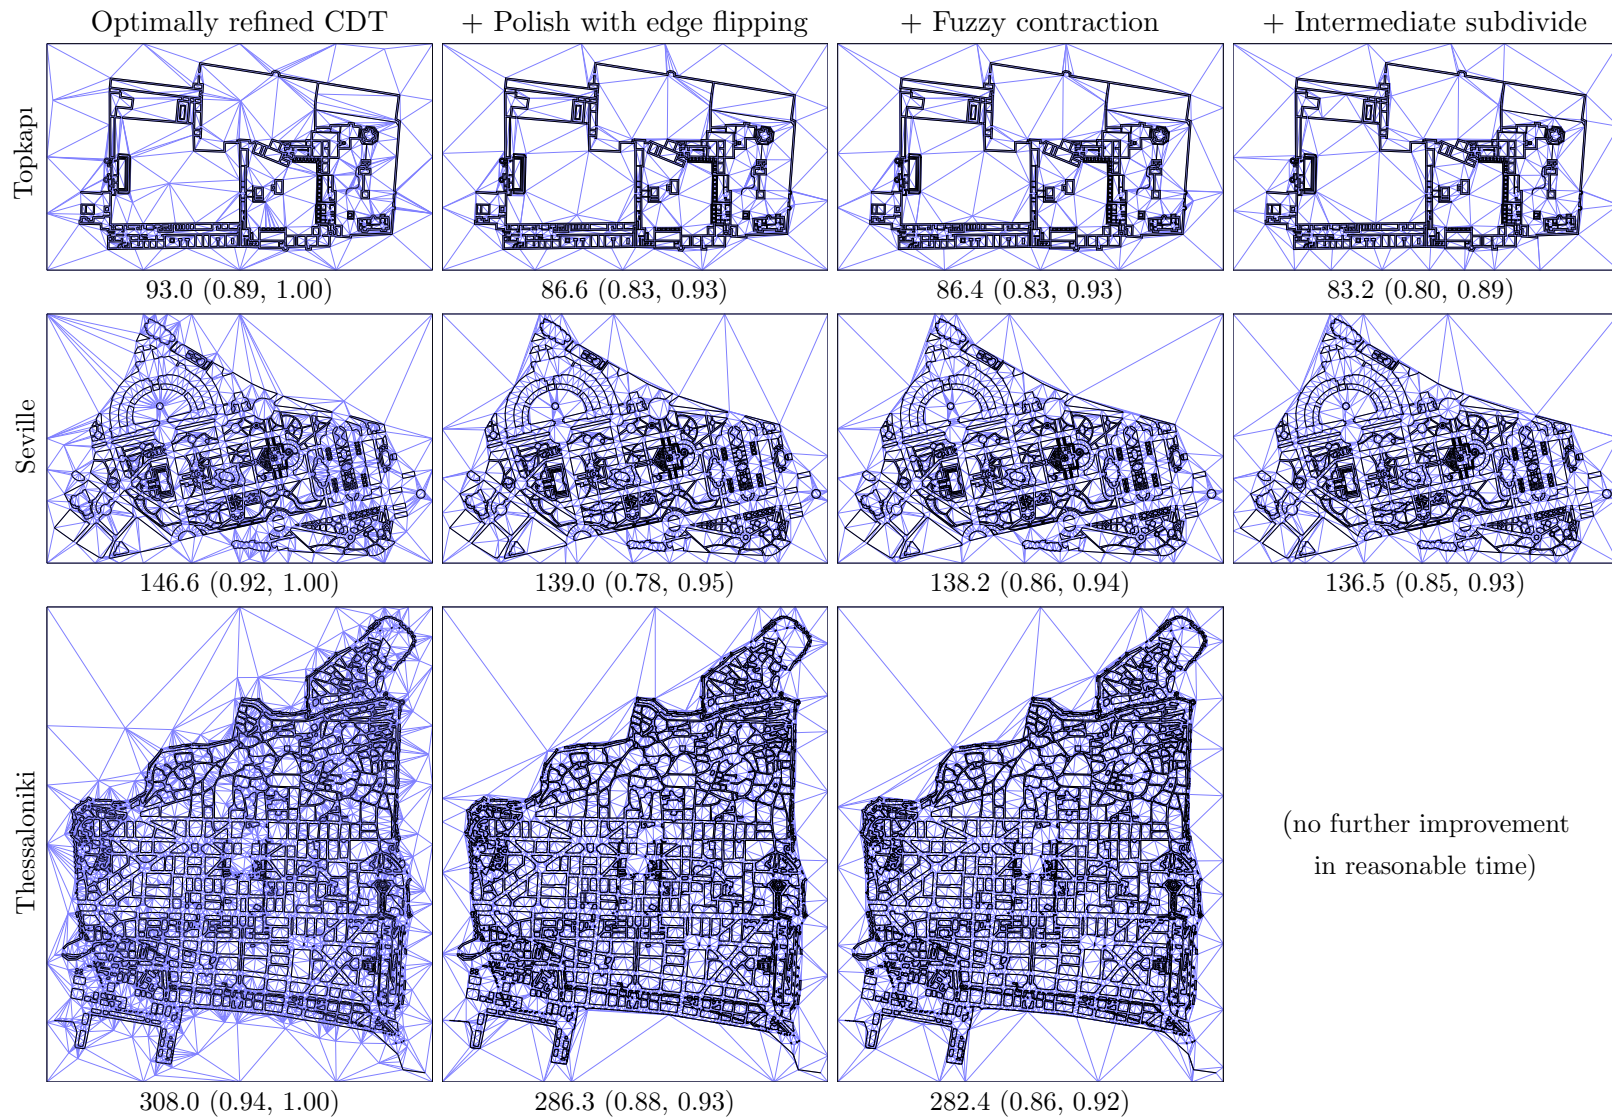 Optimally refined CDT
+ Polish with edge flipping
+ Fuzzy contraction
+ Intermediate subdivide
Topkapı
93.0 (0.89, 1.00)
86.6 (0.83, 0.93)
86.4 (0.83, 0.93)
83.2 (0.80, 0.89)
Seville
146.6 (0.92, 1.00)
139.0 (0.78, 0.95)
138.2 (0.86, 0.94)
136.5 (0.85, 0.93)
Thessaloniki
(no further improvement
in reasonable time)
308.0 (0.94, 1.00)
286.3 (0.88, 0.93)
282.4 (0.86, 0.92)